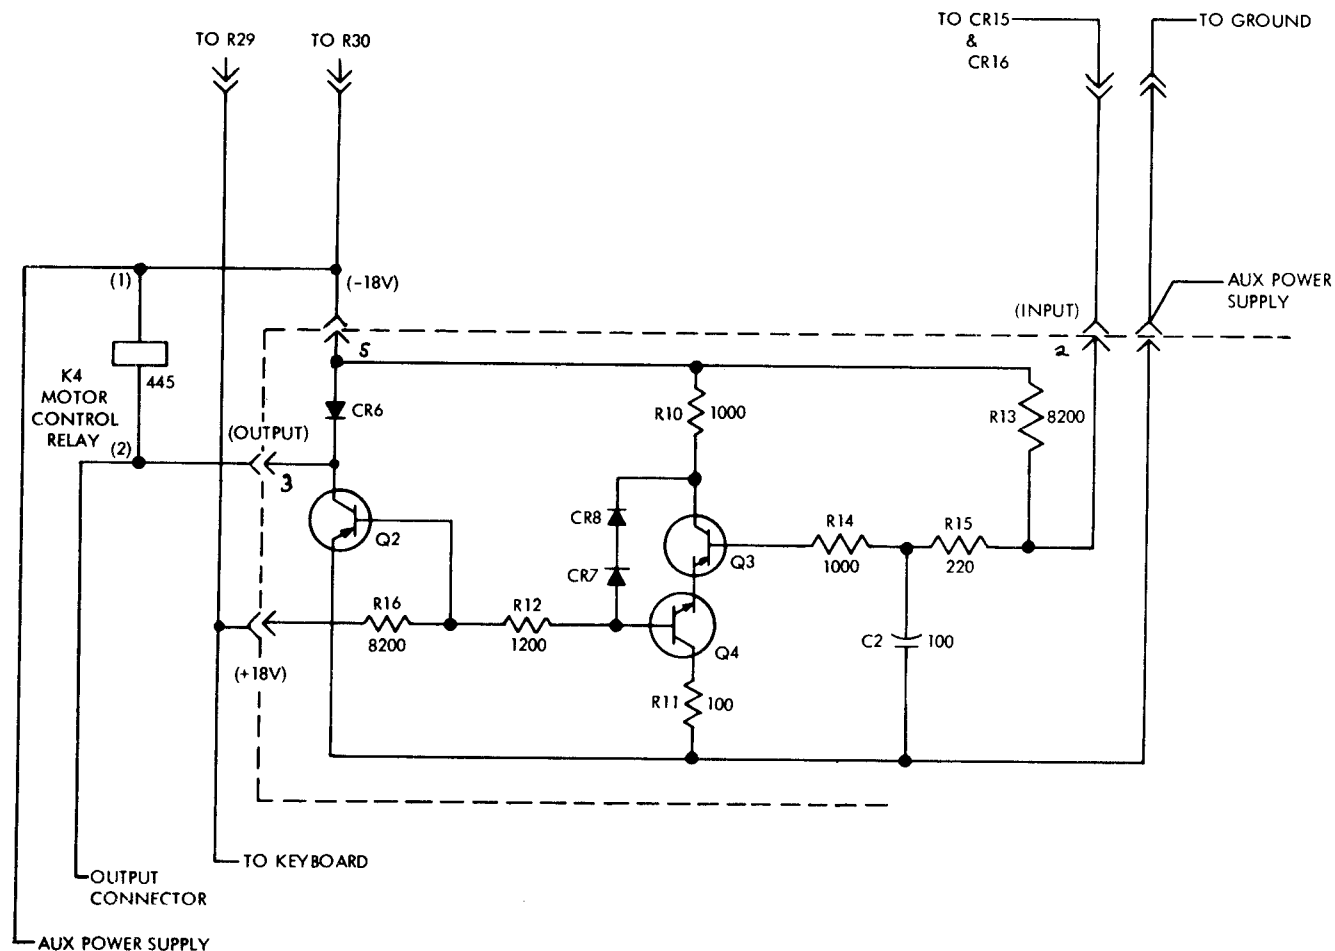 TO R29
TO R30
TO CR15
&
CR16
TO GROUND
(1)
(-18V)
(INPUT)
AUX POWER
SUPPLY
5
2
K4
MOTOR
CONTROL
RELAY
445
CR6
R10
1000
R13
8200
(2)
(OUTPUT)
3
Q2
CR8
CR7
Q3
R14
1000
R15
220
R16
8200
R12
1200
Q4
C2
100
(+18V)
R11
100
TO KEYBOARD
OUTPUT
CONNECTOR
AUX POWER SUPPLY